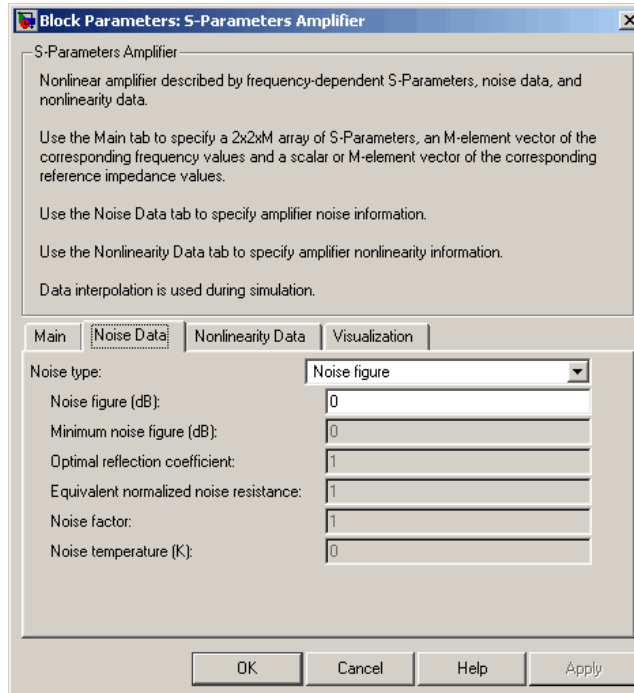 Block Parameters: S-Parameters Amplifier
S-Parameters Amplifier
Nonlinear amplifier described by frequency-dependent S-Parameters, noise data, and
nonlinearity data.
Use the Main tab to specify a 2x2xM array of S-Parameters, an M-element vector of the
corresponding frequency values and a scalar or M-element vector of the corresponding
reference impedance values.
Use the Noise Data tab to specify amplifier noise information.
Use the Nonlinearity Data tab to specify amplifier nonlinearity information.
Data interpolation is used during simulation.
Main Noise Data Nonlinearity Data Visualization
Noise type: Noise figure
Noise figure (dB): 0
Minimum noise figure (dB): 0
Optimal reflection coefficient: 1
Equivalent normalized noise resistance: 1
Noise factor: 1
Noise temperature (K): 0
OK Cancel Help Apply